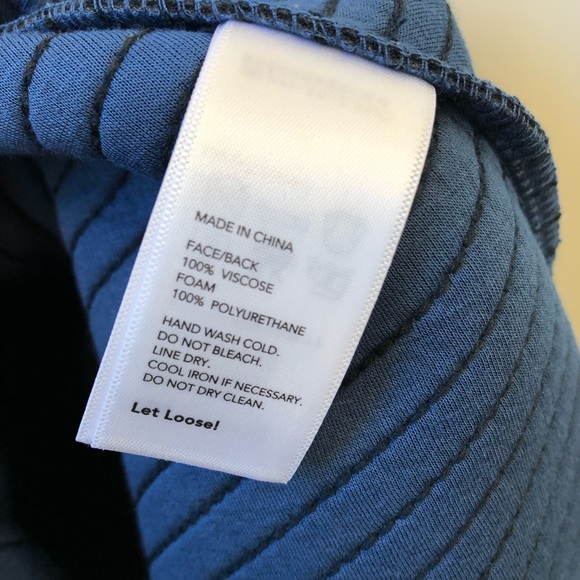 MADE IN CHINA
FACE/BACK
100% VISCOSE
FOAM
100% POLYURETHANE
HAND WASH COLD.
DO NOT BLEACH.
LINE DRY.
COOL IRON IF NECESSARY.
DO NOT DRY CLEAN.
Let Loose!